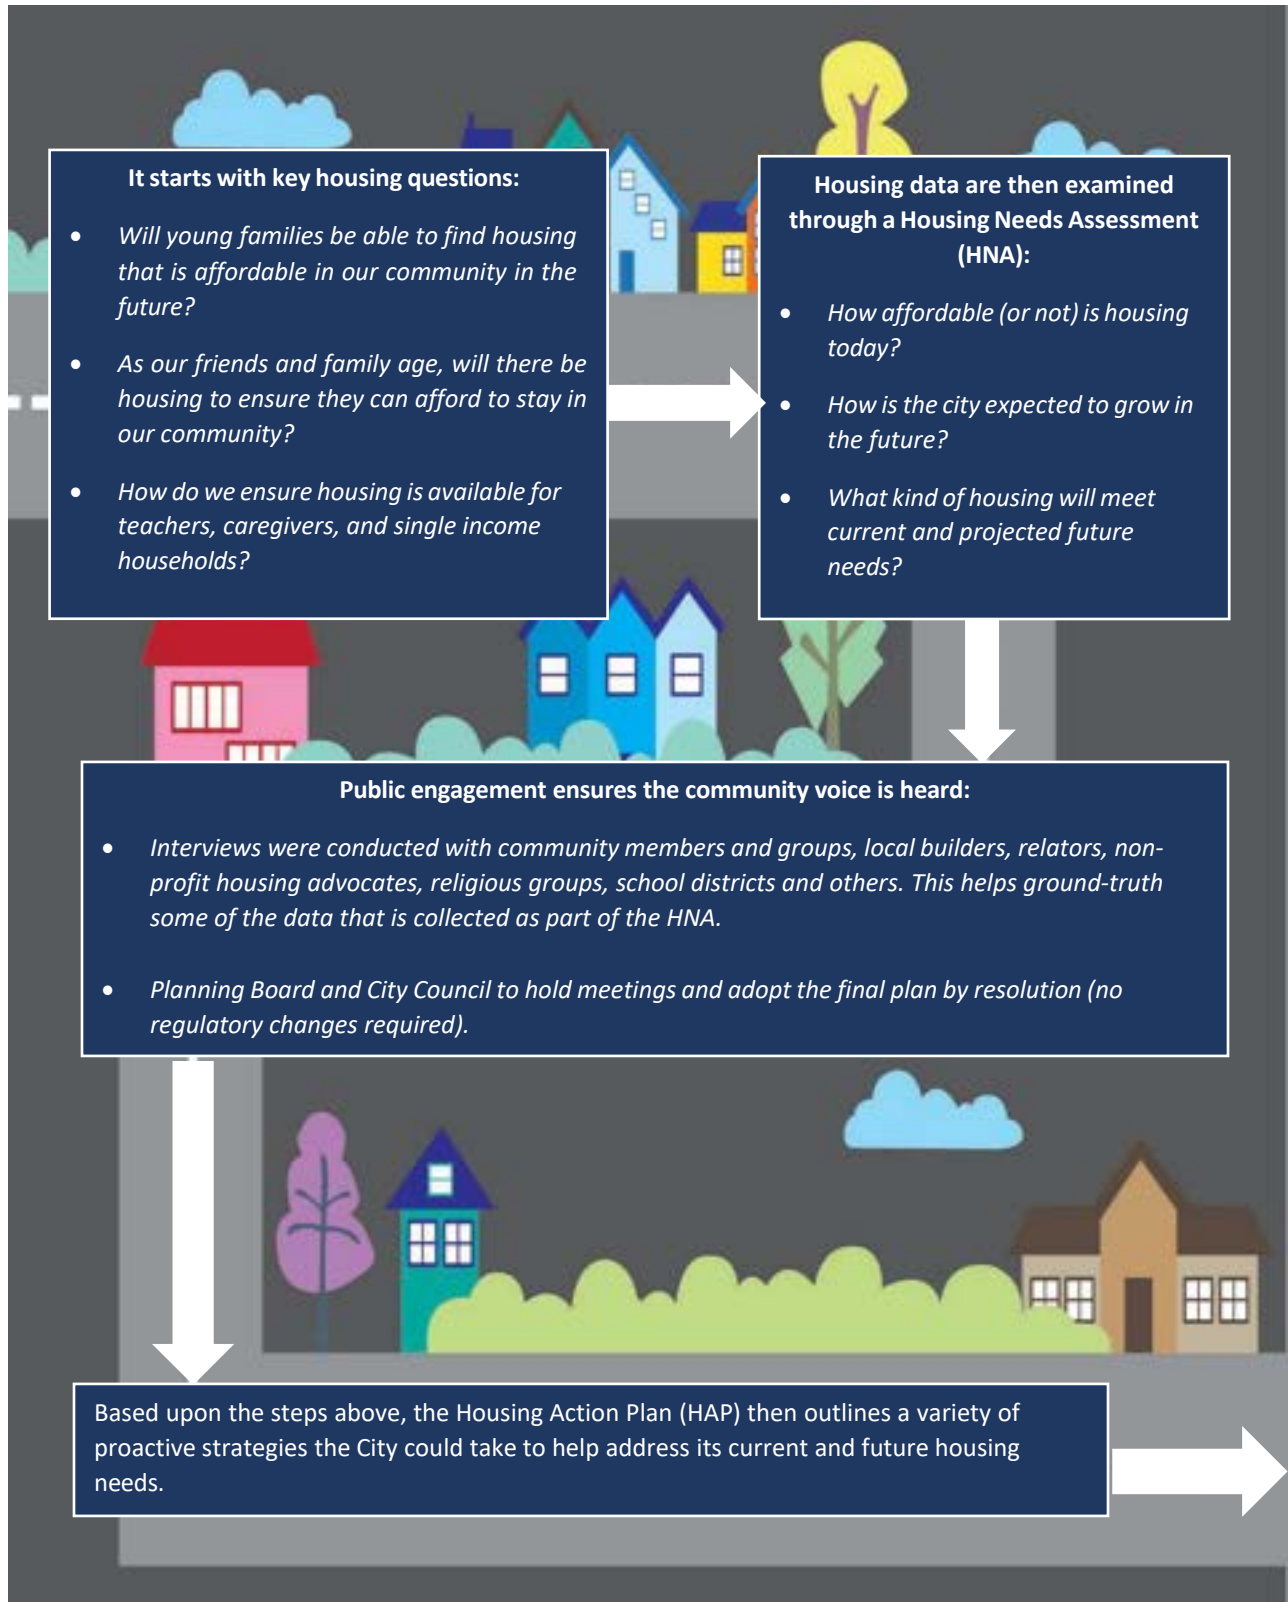 It starts with key housing questions:
• Will young families be able to find housing
that is affordable in our community in the
future?
• As our friends and family age, will there be
housing to ensure they can afford to stay in
our community?
• How do we ensure housing is available for
teachers, caregivers, and single income
households?
Housing data are then examined
through a Housing Needs Assessment
(HNA):
• How affordable (or not) is housing
today?
• How is the city expected to grow in
the future?
• What kind of housing will meet
current and projected future
needs?
Public engagement ensures the community voice is heard:
• Interviews were conducted with community members and groups, local builders, relators, non-
profit housing advocates, religious groups, school districts and others. This helps ground-truth
some of the data that is collected as part of the HNA.
• Planning Board and City Council to hold meetings and adopt the final plan by resolution (no
regulatory changes required).
Based upon the steps above, the Housing Action Plan (HAP) then outlines a variety of
proactive strategies the City could take to help address its current and future housing
needs.